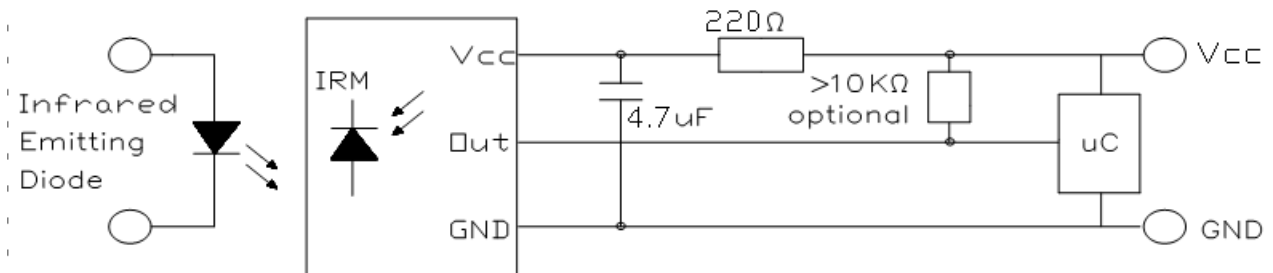 Infrared
Emitting
Diode
IRM
Vcc
Out
GND
4.7uF
220Ω
>10KΩ
optional
uC
Vcc
GND